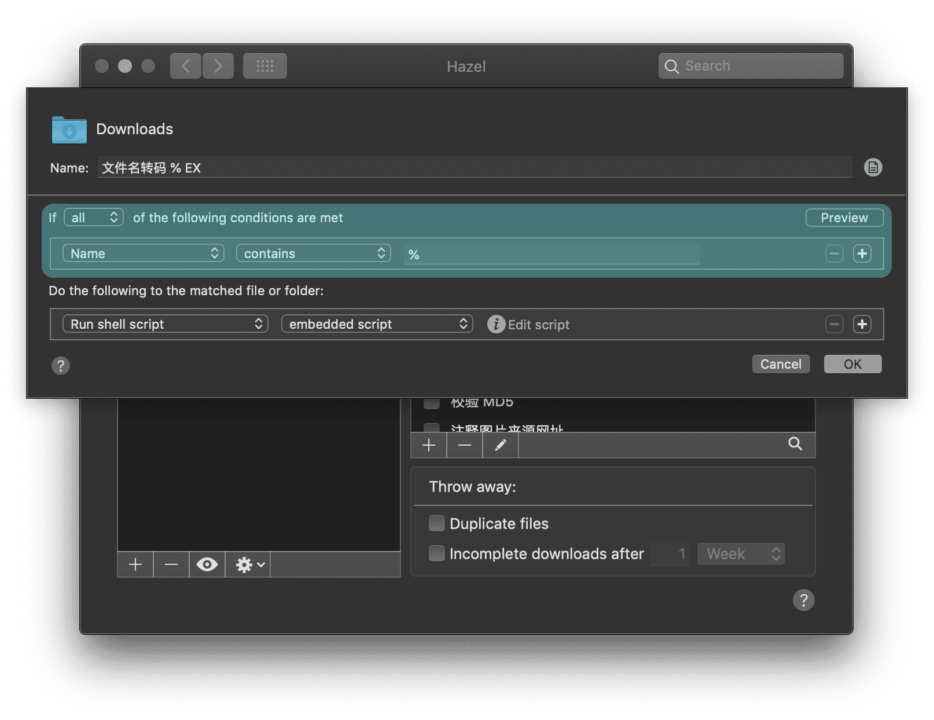 Hazel
Search
Downloads
Name: 文件名转码 % EX
If all of the following conditions are met Preview
Name contains %
Do the following to the matched file or folder:
Run shell script embedded script Edit script
? Cancel OK
校验 MD5
注释图片来源网址
Throw away:
Duplicate files
Incomplete downloads after 1 Week
?